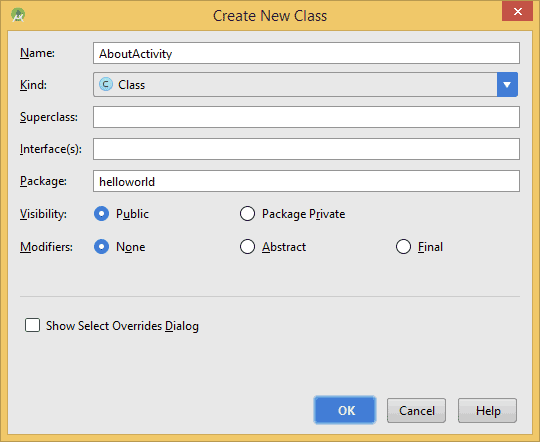 Create New Class
Name: AboutActivity
Kind: C Class
Superclass:
Interface(s):
Package: helloworld
Visibility: Public Package Private
Modifiers: None Abstract Final
Show Select Overrides Dialog
OK Cancel Help